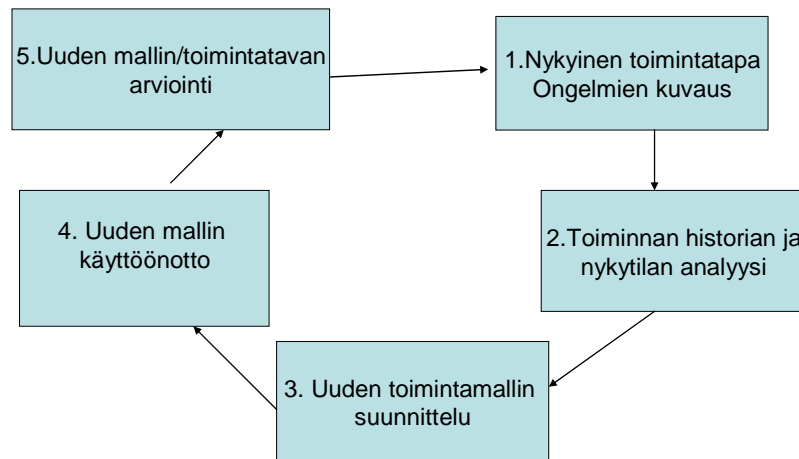 1.Nykyinen toimintatapa
Ongelmien kuvaus
2.Toiminnan historian ja
nykytilan analyysi
3. Uuden toimintamallin
suunnittelu
4. Uuden mallin
käyttöönotto
5.Uuden mallin/toimintatavan
arviointi